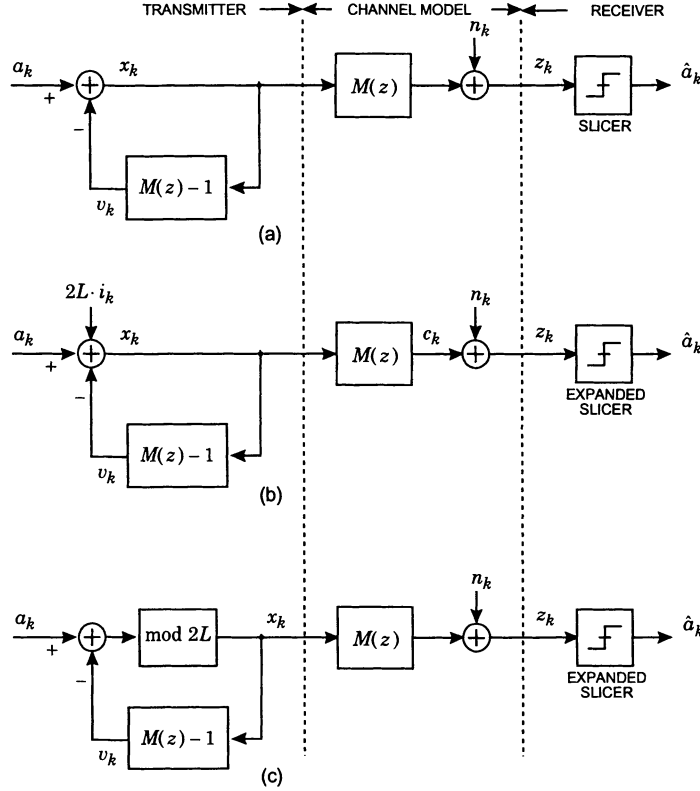 TRANSMITTER CHANNEL MODEL RECEIVER
n_k
a_k x_k z_k â_k
+ + M(z) +
−
SLICER
M(z) − 1
v_k
(a)
2L · i_k n_k
a_k x_k c_k z_k â_k
+ + M(z) +
−
EXPANDED
SLICER
M(z) − 1
v_k
(b)
n_k
a_k x_k z_k â_k
+ + mod 2L M(z) +
−
EXPANDED
SLICER
M(z) − 1
v_k
(c)